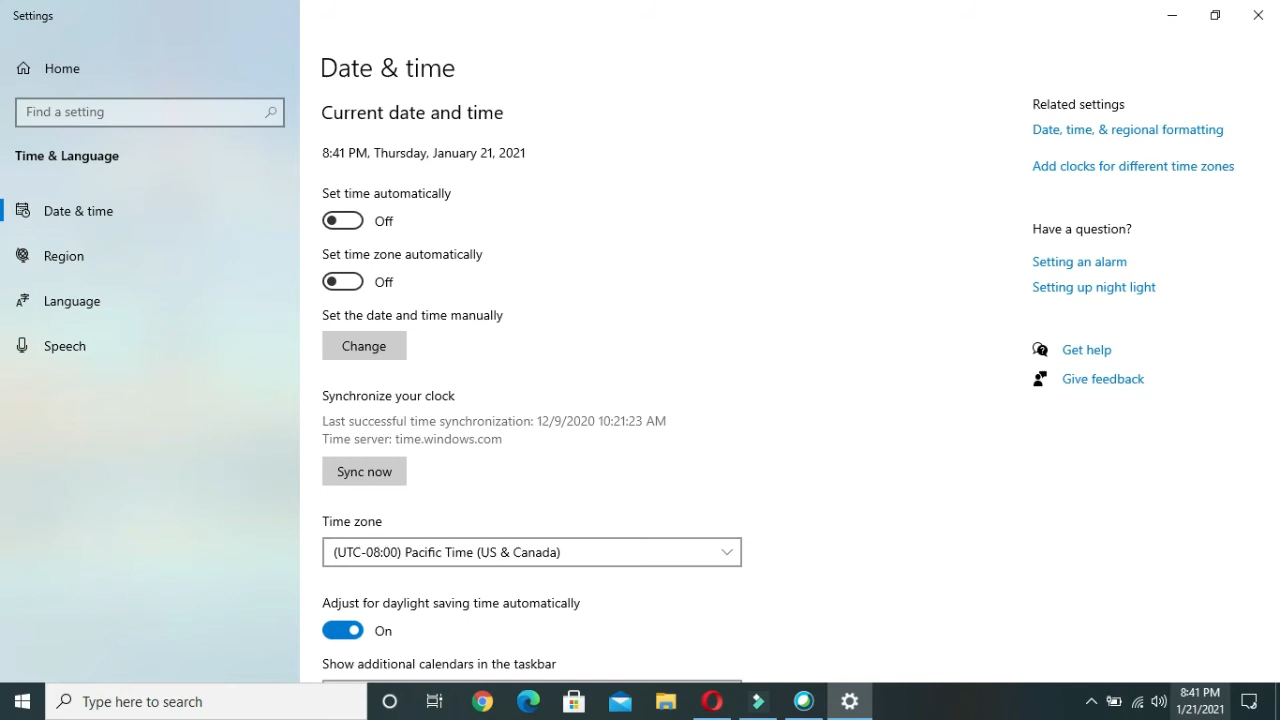 Settings
Home
Find a setting
Time & Language
Date & time
Region
Language
Speech
Date & time
Current date and time
8:41 PM, Thursday, January 21, 2021
Set time automatically
Off
Set time zone automatically
Off
Set the date and time manually
Change
Synchronize your clock
Last successful time synchronization: 12/9/2020 10:21:23 AM
Time server: time.windows.com
Sync now
Time zone
(UTC-08:00) Pacific Time (US & Canada)
Adjust for daylight saving time automatically
On
Show additional calendars in the taskbar
Related settings
Date, time, & regional formatting
Add clocks for different time zones
Have a question?
Setting an alarm
Setting up night light
Get help
Give feedback
Type here to search
8:41 PM
1/21/2021